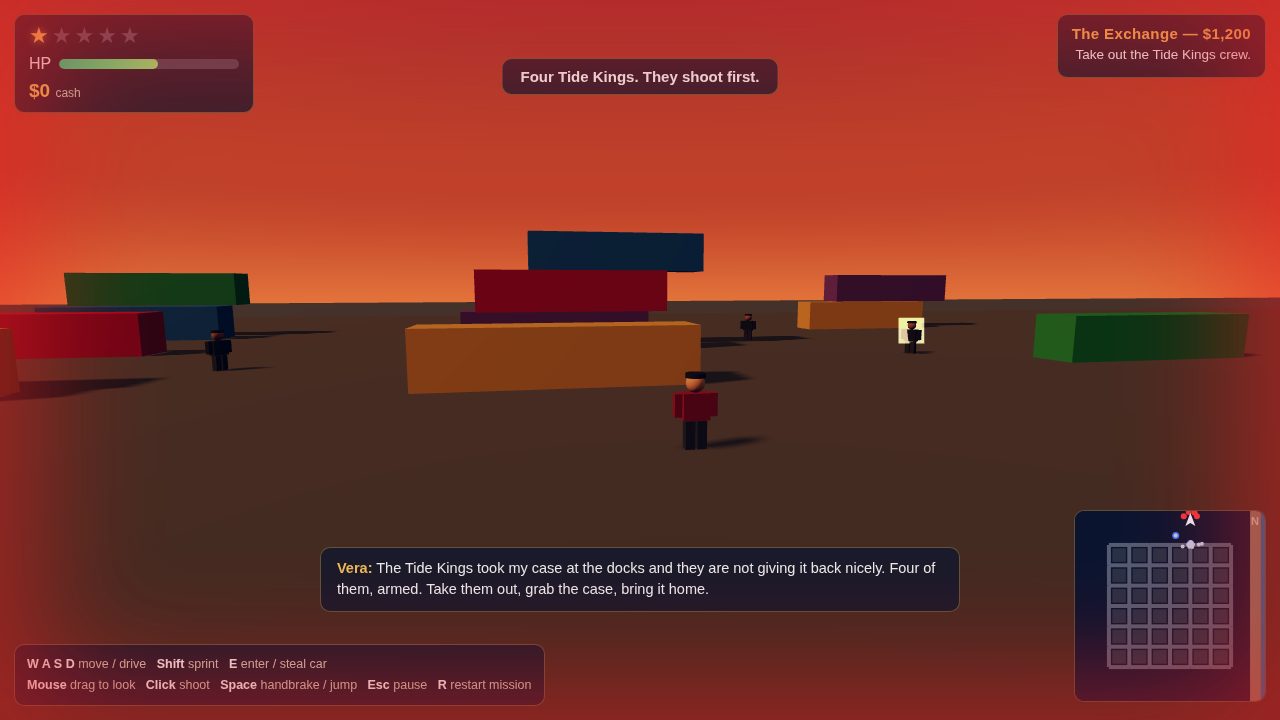 HP
$0 cash
Four Tide Kings. They shoot first.
The Exchange — $1,200
Take out the Tide Kings crew.
Vera: The Tide Kings took my case at the docks and they are not giving it back nicely. Four of
them, armed. Take them out, grab the case, bring it home.
W A S D move / drive Shift sprint E enter / steal car
Mouse drag to look Click shoot Space handbrake / jump Esc pause R restart mission
N